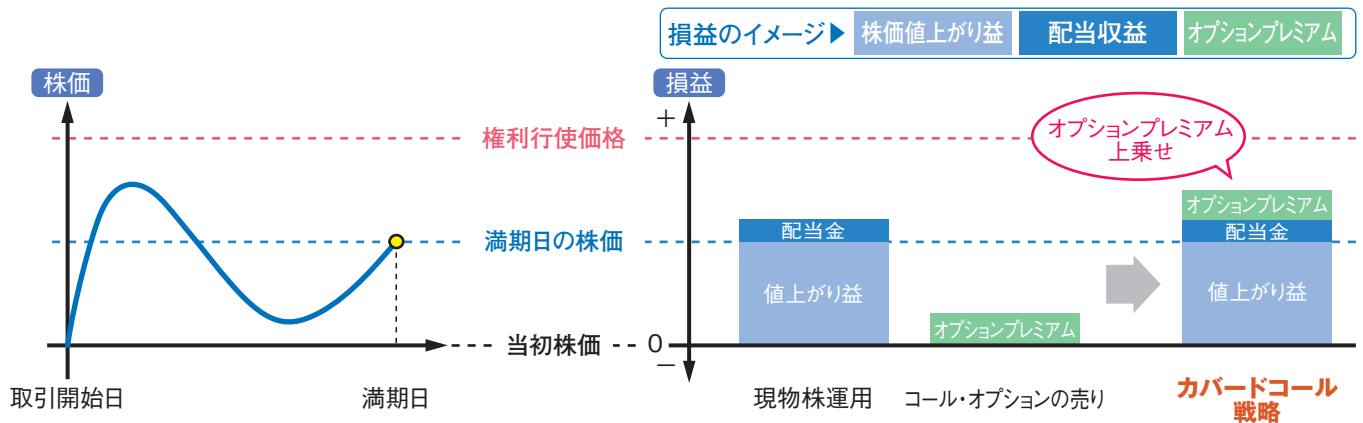 損益のイメージ▶ 株価値上がり益 配当収益 オプションプレミアム
株価
損益
+
権利行使価格
オプションプレミアム
上乗せ
オプションプレミアム
配当金
配当金
満期日の株価
値上がり益
値上がり益
オプションプレミアム
当初株価
0
−
取引開始日
満期日
現物株運用
コール・オプションの売り
カバードコール
戦略